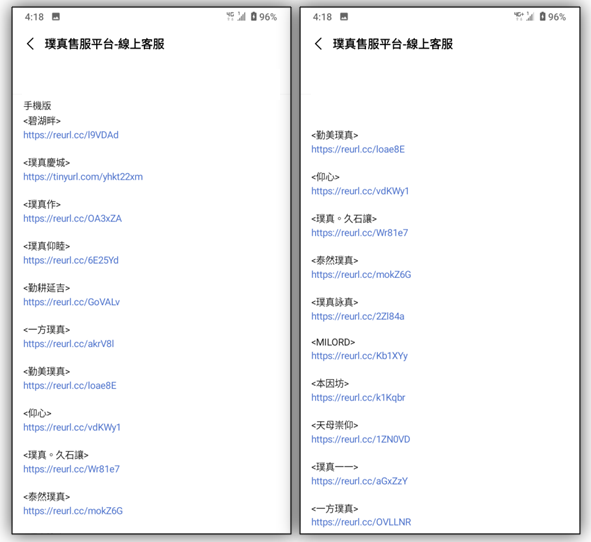 4:18
4G
96%
璞真售服平台-線上客服
手機版
<碧湖畔>
https://reurl.cc/l9VDAd
<璞真慶城>
https://tinyurl.com/yhkt22xm
<璞真作>
https://reurl.cc/OA3xZA
<璞真仰睦>
https://reurl.cc/6E25Yd
<勤耕延吉>
https://reurl.cc/GoVALv
<一方璞真>
https://reurl.cc/akrV8l
<勤美璞真>
https://reurl.cc/loae8E
<仰心>
https://reurl.cc/vdKWy1
<璞真。久石讓>
https://reurl.cc/Wr81e7
<泰然璞真>
https://reurl.cc/mokZ6G
4:18
4G+
96%
璞真售服平台-線上客服
<勤美璞真>
https://reurl.cc/loae8E
<仰心>
https://reurl.cc/vdKWy1
<璞真。久石讓>
https://reurl.cc/Wr81e7
<泰然璞真>
https://reurl.cc/mokZ6G
<璞真詠真>
https://reurl.cc/2Zl84a
<MILORD>
https://reurl.cc/Kb1XYy
<本因坊>
https://reurl.cc/k1Kqbr
<天母崇仰>
https://reurl.cc/1ZN0VD
<璞真一一>
https://reurl.cc/aGxZzY
<一方璞真>
https://reurl.cc/OVLLNR